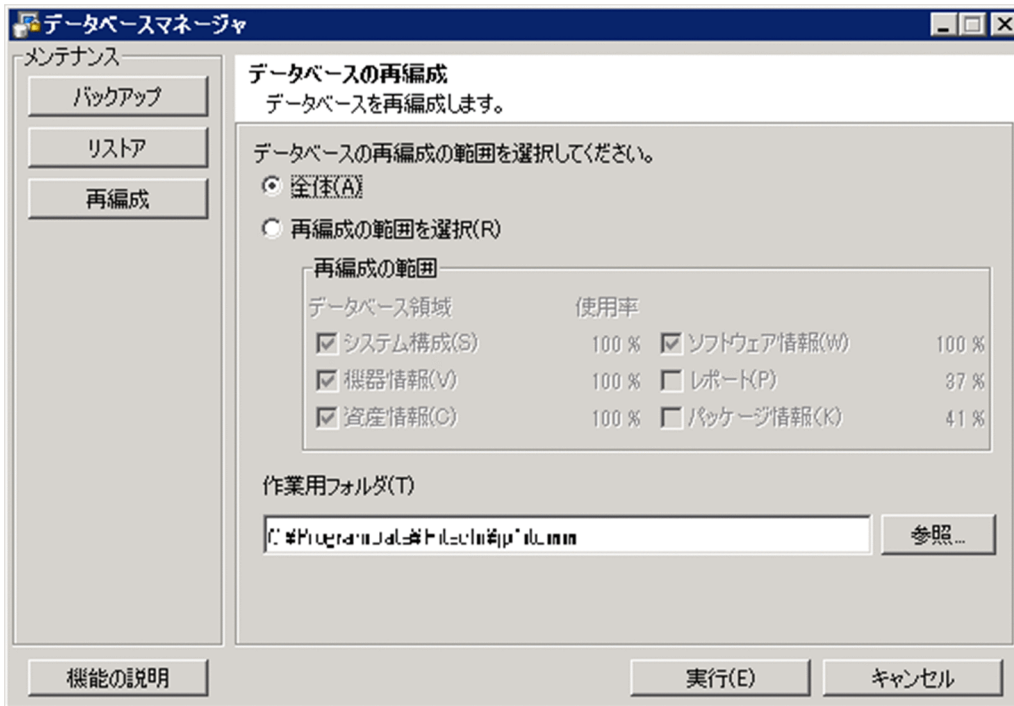 データベースマネージャ
メンテナンス
バックアップ
リストア
再編成
データベースの再編成
データベースを再編成します。
データベースの再編成の範囲を選択してください。
全体(A)
再編成の範囲を選択(R)
再編成の範囲
データベース領域 使用率
システム構成(S) 100 % ソフトウェア情報(W) 100 %
機器情報(V) 100 % レポート(P) 37 %
資産情報(C) 100 % パッケージ情報(K) 41 %
作業用フォルダ(T)
参照...
機能の説明 実行(E) キャンセル